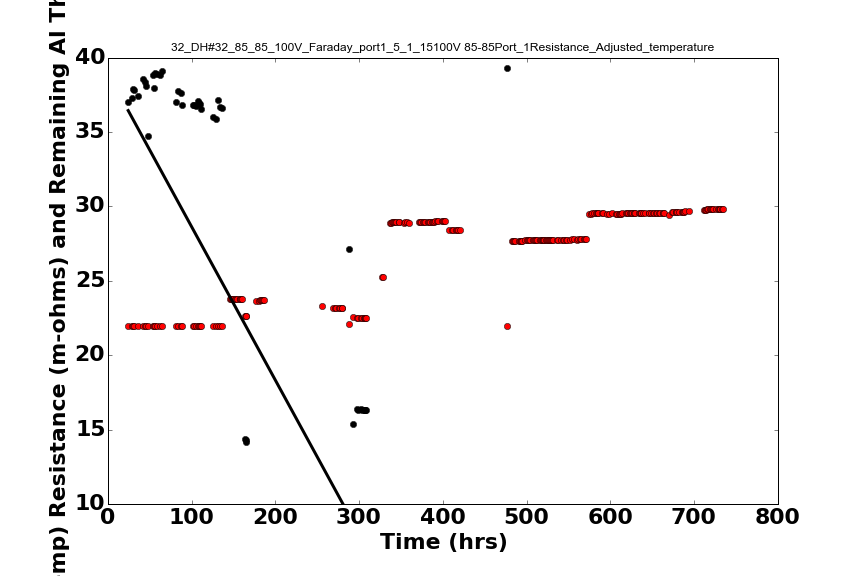 32_DH#32_85_85_100V_Faraday_port1_5_1_15100V 85-85Port_1Resistance_Adjusted_temperature
mp) Resistance (m-ohms) and Remaining Al Th
40
35
30
25
20
15
10
0 100 200 300 400 500 600 700 800
Time (hrs)